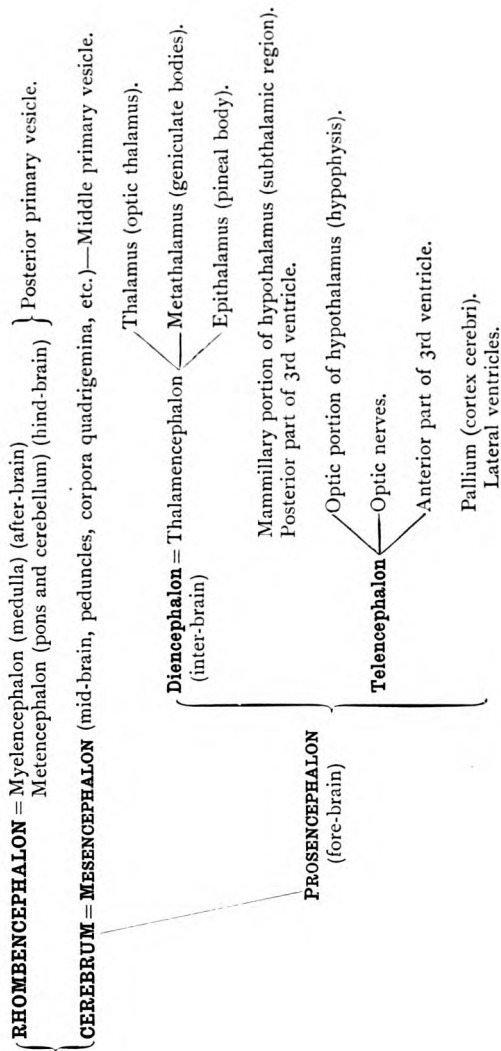 RHOMBENCEPHALON = Myelencephalon (medulla) (after-brain)
Metencephalon (pons and cerebellum) (hind-brain) } Posterior primary vesicle.
CEREBRUM = MESENCEPHALON (mid-brain, peduncles, corpora quadrigemina, etc.)—Middle primary vesicle.
Thalamus (optic thalamus).
Diencephalon = Thalamencephalon
Metathalamus (geniculate bodies).
(inter-brain)
Epithalamus (pineal body).
Mammillary portion of hypothalamus (subthalamic region).
Posterior part of 3rd ventricle.
PROSENCEPHALON
(fore-brain)
Optic portion of hypothalamus (hypophysis).
Telencephalon
Optic nerves.
Anterior part of 3rd ventricle.
Pallium (cortex cerebri).
Lateral ventricles.